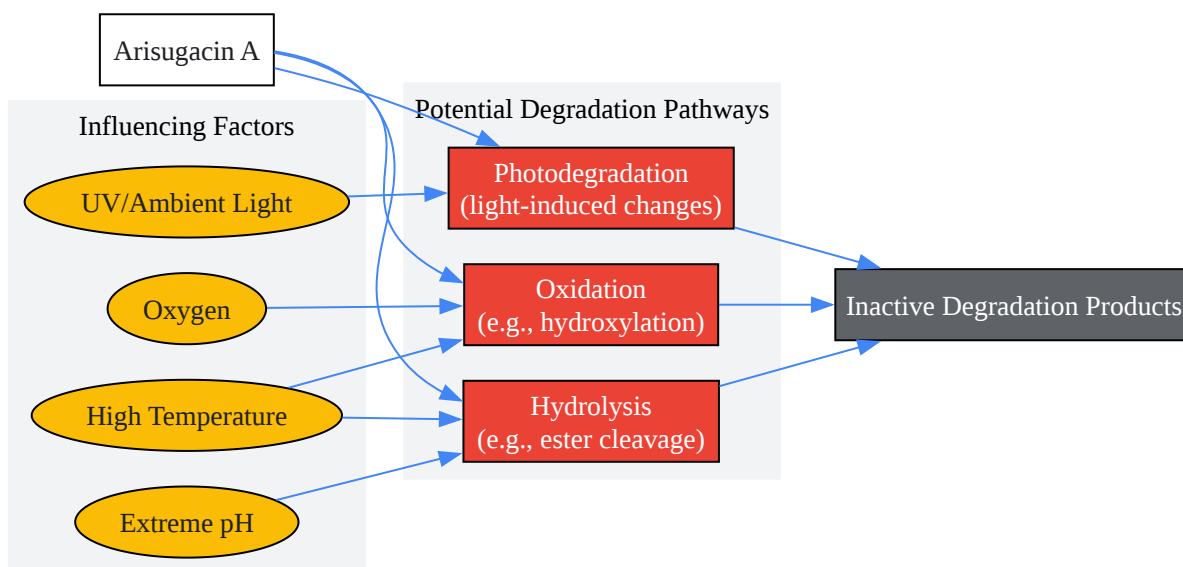 Arisugacin A
Influencing Factors
UV/Ambient Light
Oxygen
High Temperature
Extreme pH
Potential Degradation Pathways
Photodegradation
(light-induced changes)
Oxidation
(e.g., hydroxylation)
Hydrolysis
(e.g., ester cleavage)
Inactive Degradation Products